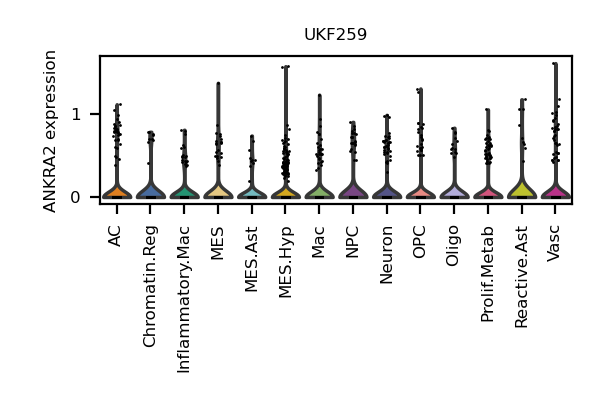 UKF259
ANKRA2 expression
1
0
AC
Chromatin.Reg
Inflammatory.Mac
MES
MES.Ast
MES.Hyp
Mac
NPC
Neuron
OPC
Oligo
Prolif.Metab
Reactive.Ast
Vasc